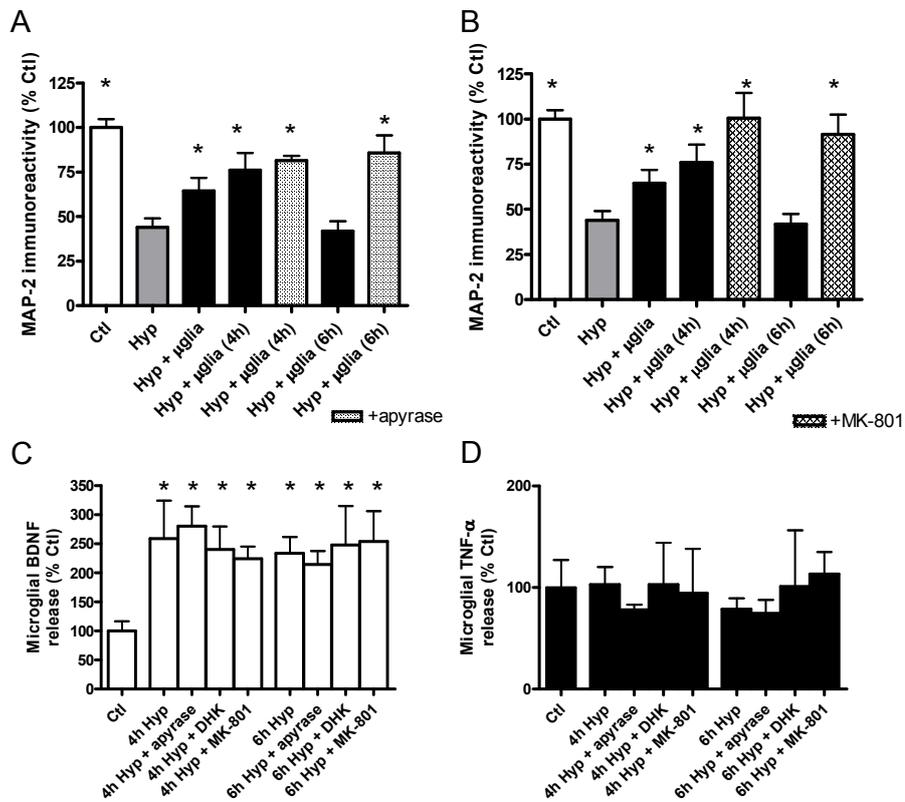 A
MAP-2 immunoreactivity (% Ctl)
125
100
75
50
25
0
*
*
*
*
*
Ctl
Hyp
Hyp + µglia
Hyp + µglia (4h)
Hyp + µglia (4h)
Hyp + µglia (6h)
Hyp + µglia (6h)
+apyrase
B
MAP-2 immunoreactivity (% Ctl)
125
100
75
50
25
0
*
*
*
*
*
Ctl
Hyp
Hyp + µglia
Hyp + µglia (4h)
Hyp + µglia (4h)
Hyp + µglia (6h)
Hyp + µglia (6h)
+MK-801
C
Microglial BDNF
release (% Ctl)
350
300
250
200
150
100
50
0
* * * * * * * *
Ctl
4h Hyp
4h Hyp + apyrase
4h Hyp + DHK
4h Hyp + MK-801
6h Hyp
6h Hyp + apyrase
6h Hyp + DHK
6h Hyp + MK-801
D
Microglial TNF-α
release (% Ctl)
200
100
0
Ctl
4h Hyp
4h Hyp + apyrase
4h Hyp + DHK
4h Hyp + MK-801
6h Hyp
6h Hyp + apyrase
6h Hyp + DHK
6h Hyp + MK-801